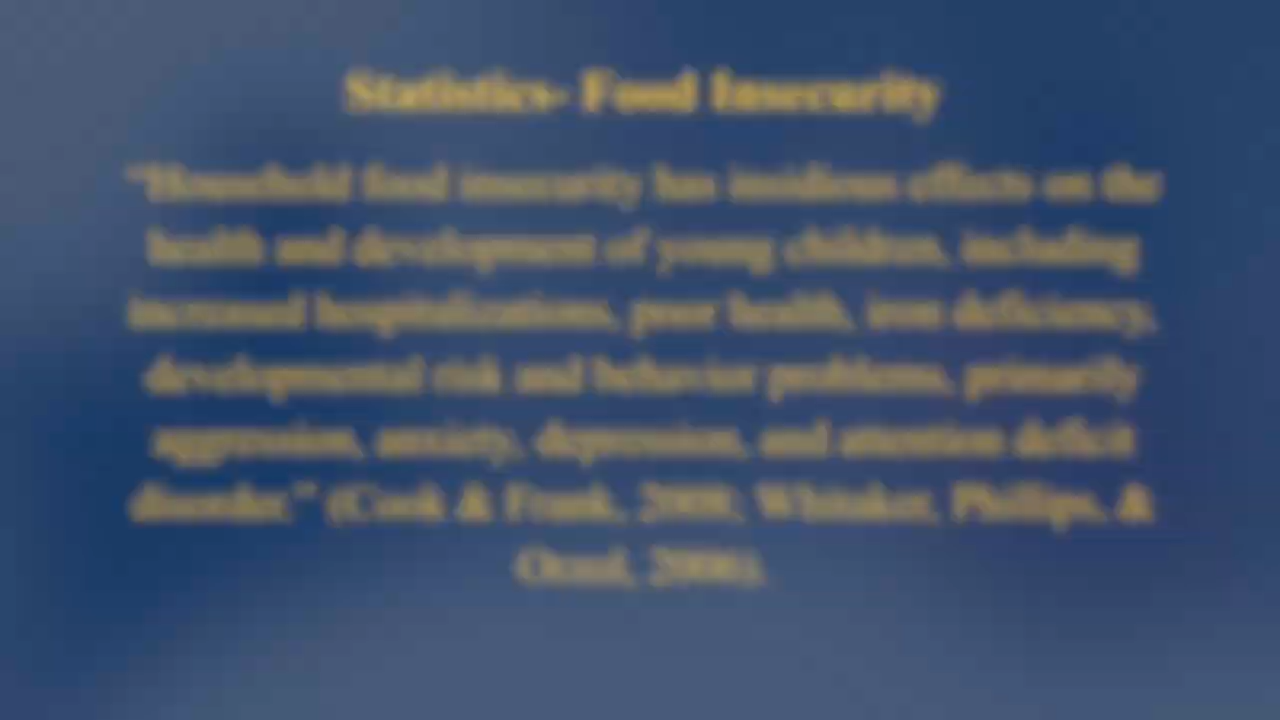 Statistics- Food Insecurity
"Household food insecurity has insidious effects on the
health and development of young children, including
increased hospitalizations, poor health, iron deficiency,
developmental risk and behavior problems, primarily
aggression, anxiety, depression, and attention deficit
disorder." (Cook & Frank, 2008; Whitaker, Phillips, &
2006).